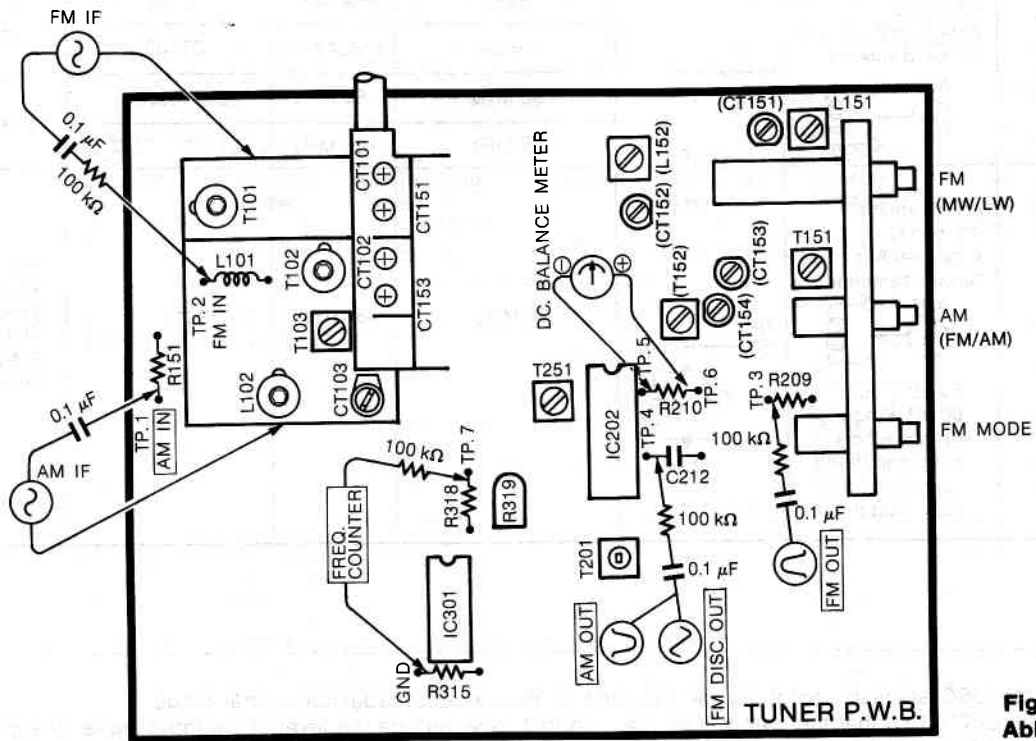 FM IF
0.1 µF
100 kΩ
T101
CT101
CT151
L101
TP. 2
FM IN
T102
CT102
CT153
T103
R151
TP. 1
AM IN
0.1 µF
AM IF
L102
CT103
(CT151)
L151
(L152)
(CT152)
FM
(MW/LW)
DC. BALANCE METER
(CT153)
T151
(T152)
(CT154)
AM
(FM/AM)
T251
TP. 5
R210
TP. 6
TP. 3
R209
IC202
TP. 4
C212
100 kΩ
FM MODE
0.1 µF
FM OUT
100 kΩ
TP. 7
R318
R319
FREQ.
COUNTER
IC301
GND
R315
T201
100 kΩ
0.1 µF
AM OUT
FM DISC OUT
TUNER P.W.B.
Fig